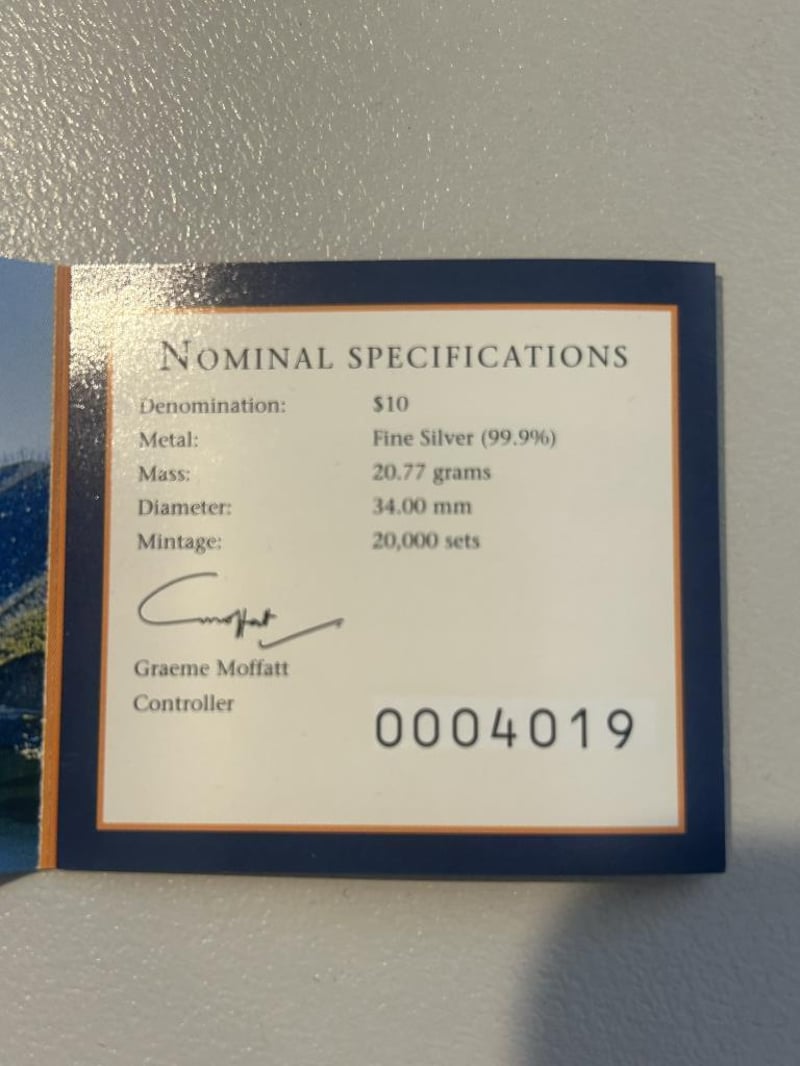 NOMINAL SPECIFICATIONS
Denomination: $10
Metal: Fine Silver (99.9%)
Mass: 20.77 grams
Diameter: 34.00 mm
Mintage: 20,000 sets
Gmoffatt
Graeme Moffatt
Controller
0004019